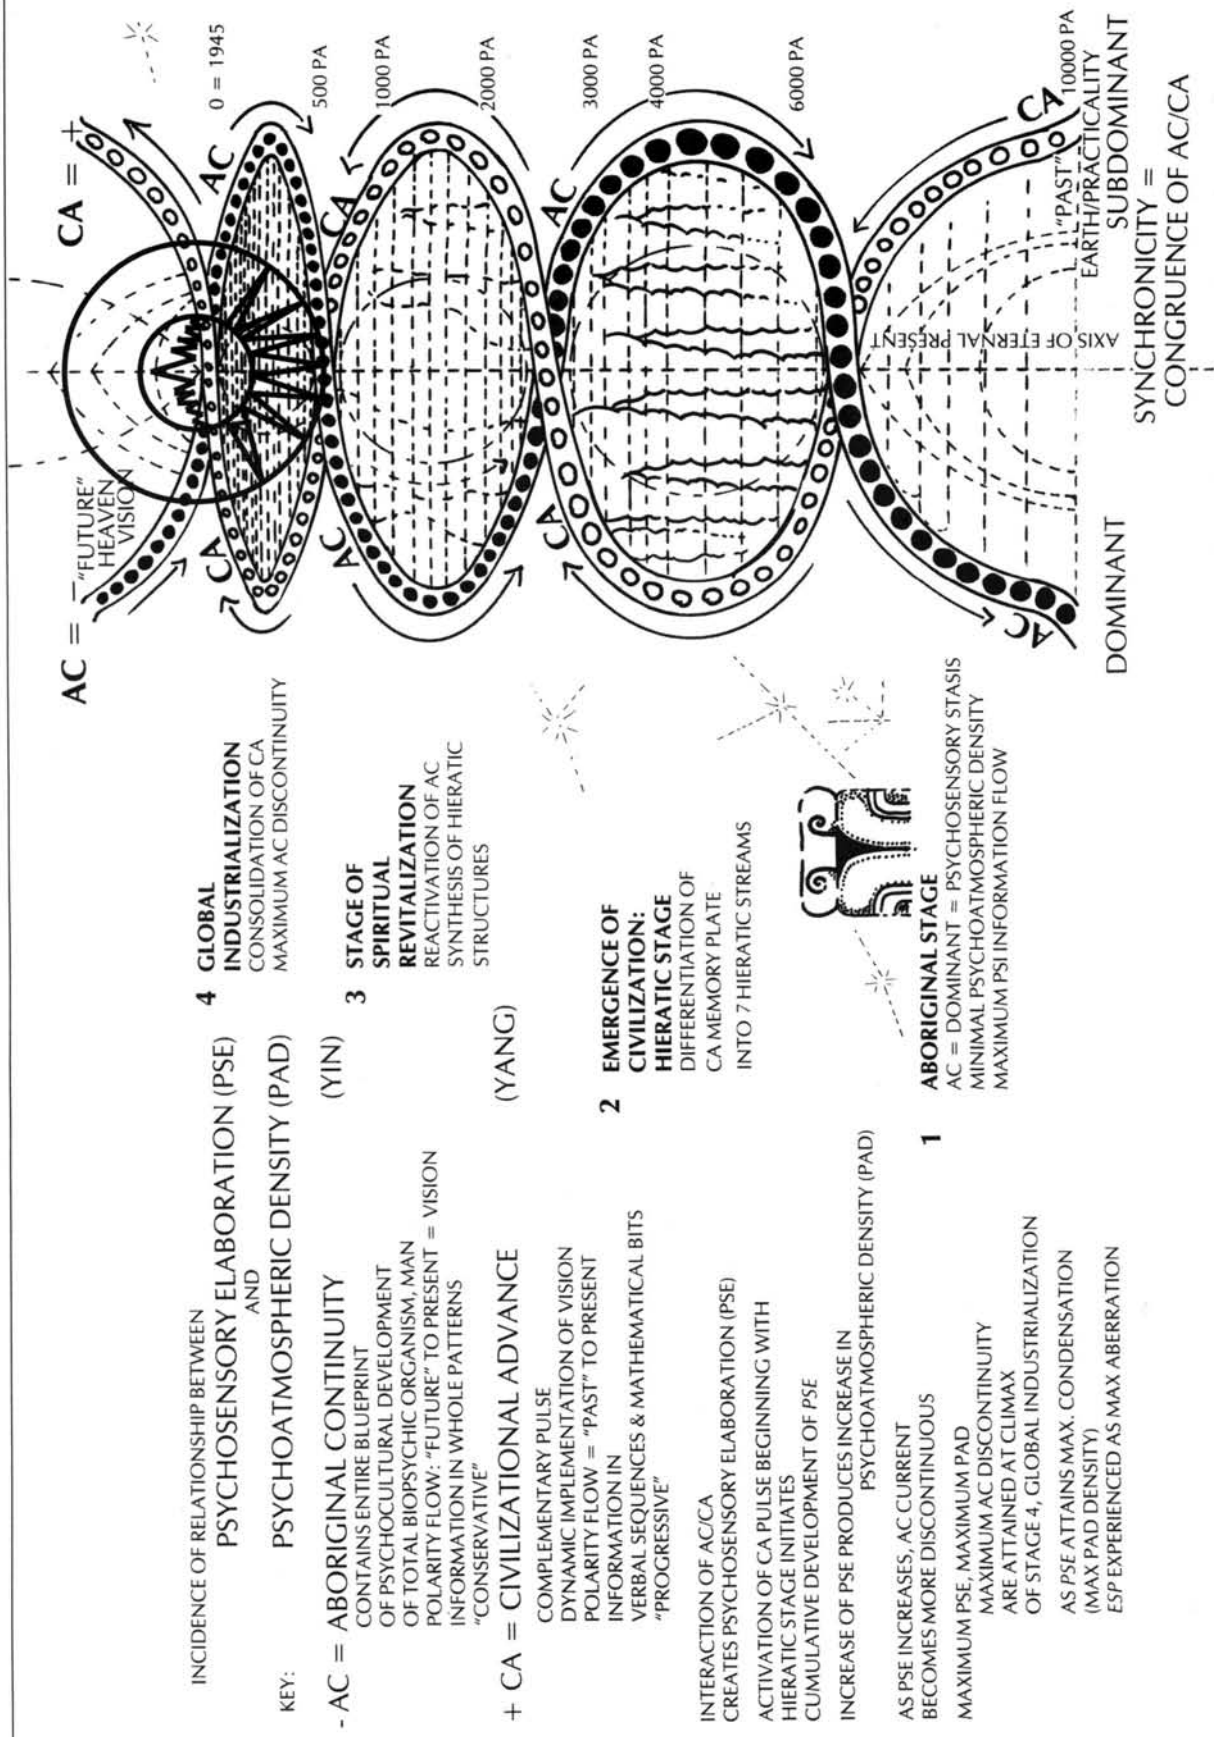 INCIDENCE OF RELATIONSHIP BETWEEN
PSYCHOSENSORY ELABORATION (PSE)
AND
KEY: PSYCHOATMOSPHERIC DENSITY (PAD)
- AC = ABORIGINAL CONTINUITY (YIN)
CONTAINS ENTIRE BLUEPRINT
OF PSYCHOCULTURAL DEVELOPMENT
OF TOTAL BIOPSYCHIC ORGANISM, MAN
POLARITY FLOW: "FUTURE" TO PRESENT = VISION
INFORMATION IN WHOLE PATTERNS
"CONSERVATIVE"
+ CA = CIVILIZATIONAL ADVANCE (YANG)
COMPLEMENTARY PULSE
DYNAMIC IMPLEMENTATION OF VISION
POLARITY FLOW = "PAST" TO PRESENT
INFORMATION IN
VERBAL SEQUENCES & MATHEMATICAL BITS
"PROGRESSIVE"
INTERACTION OF AC/CA
CREATES PSYCHOSENSORY ELABORATION (PSE)
ACTIVATION OF CA PULSE BEGINNING WITH
HIERATIC STAGE INITIATES
CUMULATIVE DEVELOPMENT OF PSE
INCREASE OF PSE PRODUCES INCREASE IN
PSYCHOATMOSPHERIC DENSITY (PAD)
AS PSE INCREASES, AC CURRENT
BECOMES MORE DISCONTINUOUS
MAXIMUM PSE, MAXIMUM PAD
MAXIMUM AC DISCONTINUITY
ARE ATTAINED AT CLIMAX
OF STAGE 4, GLOBAL INDUSTRIALIZATION
AS PSE ATTAINS MAX. CONDENSATION
(MAX PAD DENSITY)
ESP EXPERIENCED AS MAX ABERRATION
4 GLOBAL
INDUSTRIALIZATION
CONSOLIDATION OF CA
MAXIMUM AC DISCONTINUITY
3 STAGE OF
SPIRITUAL
REVITALIZATION
REACTIVATION OF AC
SYNTHESIS OF HIERATIC
STRUCTURES
2 EMERGENCE OF
CIVILIZATION:
HIERATIC STAGE
DIFFERENTIATION OF
CA MEMORY PLATE
INTO 7 HIERATIC STREAMS
1 ABORIGINAL STAGE
AC = DOMINANT = PSYCHOSENSORY STASIS
MINIMAL PSYCHOATMOSPHERIC DENSITY
MAXIMUM PSI INFORMATION FLOW
AC = −
"FUTURE"
HEAVEN
VISION
CA = +
0 = 1945
CA
AC
500 PA
AC
CA
1000 PA
2000 PA
CA
AC
3000 PA
4000 PA
6000 PA
AXIS OF ETERNAL PRESENT
AC
CA
10000 PA
"PAST"
EARTH/PRACTICALITY
DOMINANT
SUBDOMINANT
SYNCHRONICITY =
CONGRUENCE OF AC/CA